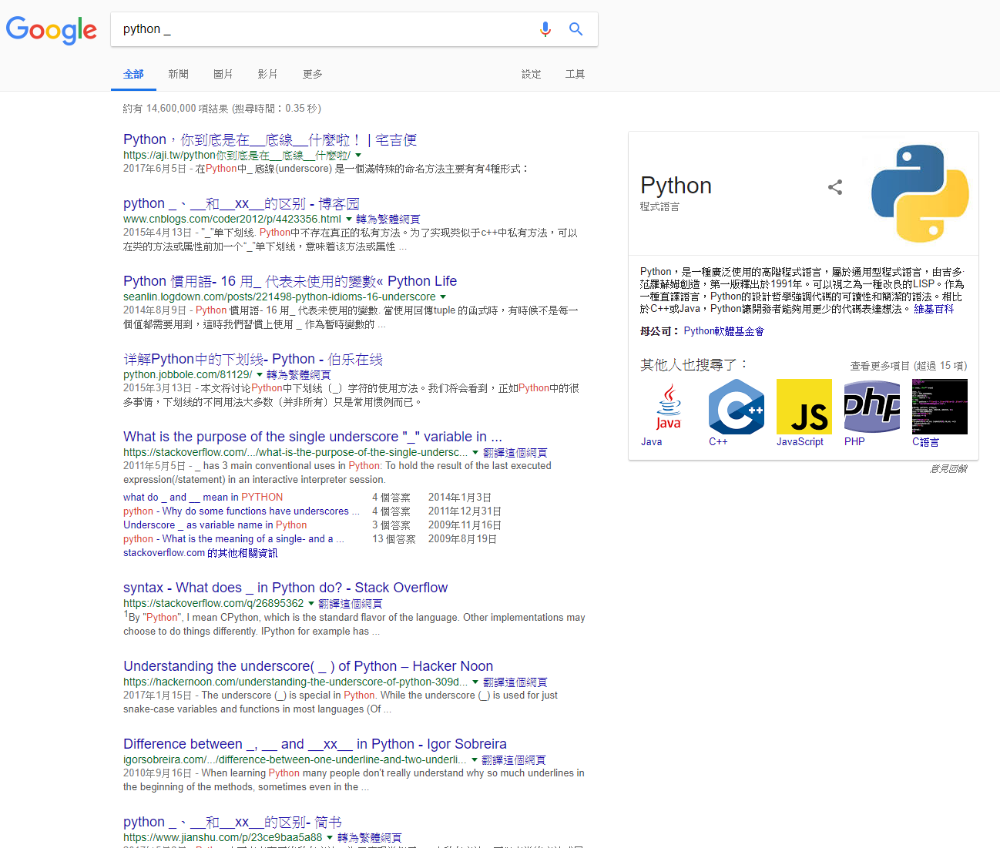 Google
python _
全部 新聞 圖片 影片 更多 設定 工具
約有 14,600,000 項結果 (搜尋時間：0.35 秒)
Python，你到底是在__底線__什麼啦！ | 宅吉便
https://aji.tw/python你到底是在__底線__什麼啦/
2017年6月5日 - 在Python中_ 底線(underscore) 是一個滿特殊的命名方法主要有有4種形式：
python _、__和__xx__的区别 - 博客园
www.cnblogs.com/coder2012/p/4423356.html 轉為繁體網頁
2015年4月13日 - "_"单下划线. Python中不存在真正的私有方法。为了实现类似于c++中私有方法，可以
在类的方法或属性前加一个“_”单下划线，意味着该方法或属性 ...
Python 慣用語- 16 用_ 代表未使用的變數« Python Life
seanlin.logdown.com/posts/221498-python-idioms-16-underscore
2014年8月9日 - Python 慣用語- 16 用_ 代表未使用的變數. 當使用回傳tuple 的函式時，有時候不是每一
個值都需要用到，這時我們習慣上使用 _ 作為暫時變數的 ...
详解Python中的下划线- Python - 伯乐在线
python.jobbole.com/81129/ 轉為繁體網頁
2015年3月13日 - 本文将讨论Python中下划线（_）字符的使用方法。我们将会看到，正如Python中的很
多事情，下划线的不同用法大多数（并非所有）只是常用惯例而已。
What is the purpose of the single underscore "_" variable in ...
https://stackoverflow.com/.../what-is-the-purpose-of-the-single-undersc... 翻譯這個網頁
2011年5月5日 - _ has 3 main conventional uses in Python: To hold the result of the last executed
expression(/statement) in an interactive interpreter session.
what do _ and __ mean in PYTHON 4 個答案 2014年1月3日
python - Why do some functions have underscores ... 4 個答案 2011年12月31日
Underscore _ as variable name in Python 3 個答案 2009年11月16日
python - What is the meaning of a single- and a ... 13 個答案 2009年8月19日
stackoverflow.com 的其他相關資訊
syntax - What does _ in Python do? - Stack Overflow
https://stackoverflow.com/q/26895362 翻譯這個網頁
1By "Python", I mean CPython, which is the standard flavor of the language. Other implementations may
choose to do things differently. IPython for example has ...
Understanding the underscore( _ ) of Python – Hacker Noon
https://hackernoon.com/understanding-the-underscore-of-python-309d... 翻譯這個網頁
2017年1月15日 - The underscore (_) is special in Python. While the underscore (_) is used for just
snake-case variables and functions in most languages (Of ...
Difference between _, __ and __xx__ in Python - Igor Sobreira
igorsobreira.com/.../difference-between-one-underline-and-two-underli... 翻譯這個網頁
2010年9月16日 - When learning Python many people don't really understand why so much underlines in
the beginning of the methods, sometimes even in the ...
python _、__和__xx__的区别- 简书
https://www.jianshu.com/p/23ce9baa5a88 轉為繁體網頁
Python
程式語言
Python，是一種廣泛使用的高階程式語言，屬於通用型程式語言，由吉多·
范羅蘇姆創造，第一版釋出於1991年。可以視之為一種改良的LISP。作為
一種直譯語言，Python的設計哲學強調代碼的可讀性和簡潔的語法。相比
於C++或Java，Python讓開發者能夠用更少的代碼表達想法。 維基百科
母公司： Python軟體基金會
其他人也搜尋了： 查看更多項目 (超過 15 項)
Java C++ JS php
Java C++ JavaScript PHP C語言
意見回饋